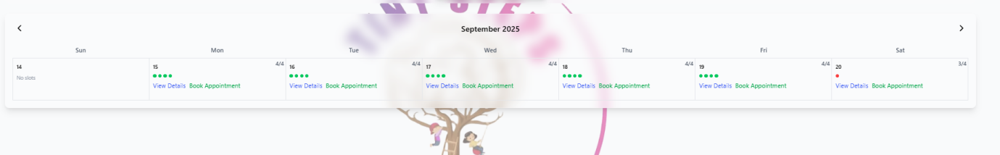 September 2025
Sun Mon Tue Wed Thu Fri Sat
14 15 4/4 16 4/4 17 4/4 18 4/4 19 4/4 20 3/4
No slots
View Details Book Appointment View Details Book Appointment View Details Book Appointment View Details Book Appointment View Details Book Appointment View Details Book Appointment